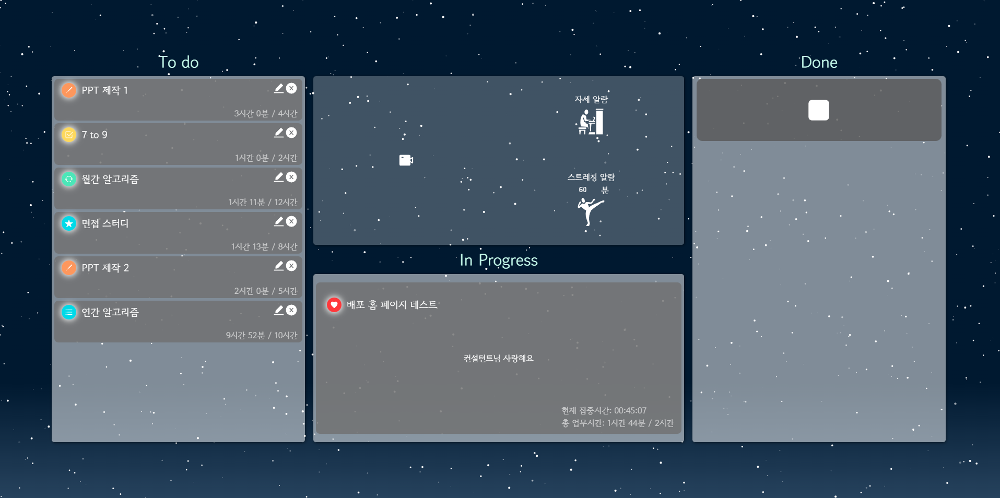 To do
PPT 제작 1
3시간 0분 / 4시간
7 to 9
1시간 0분 / 2시간
월간 알고리즘
1시간 11분 / 12시간
면접 스터디
1시간 13분 / 8시간
PPT 제작 2
2시간 0분 / 5시간
연간 알고리즘
9시간 52분 / 10시간
자세 알람
스트레칭 알람
60 분
In Progress
배포 홈 페이지 테스트
컨설턴트님 사랑해요
현재 집중시간: 00:45:07
총 업무시간: 1시간 44분 / 2시간
Done